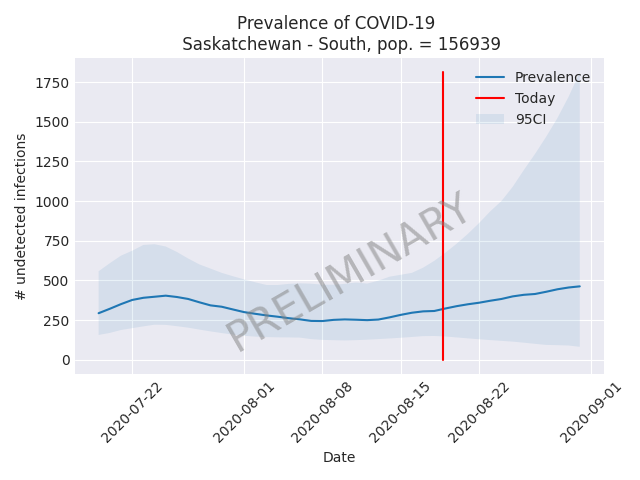 Prevalence of COVID-19
Saskatchewan - South, pop. = 156939
# undetected infections
1750
1500
1250
1000
750
500
250
0
Prevalence
Today
95CI
PRELIMINARY
2020-07-22
2020-08-01
2020-08-08
2020-08-15
2020-08-22
2020-09-01
Date